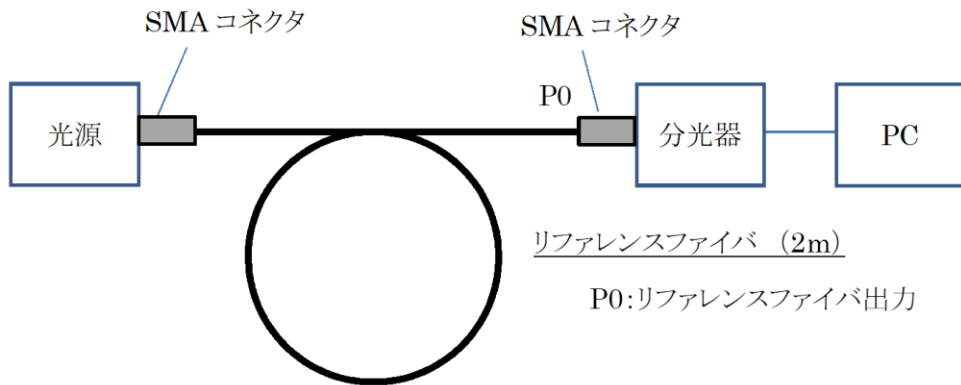 SMA コネクタ
SMA コネクタ
P0
光源
分光器
PC
リファレンスファイバ (2m)
P0:リファレンスファイバ出力